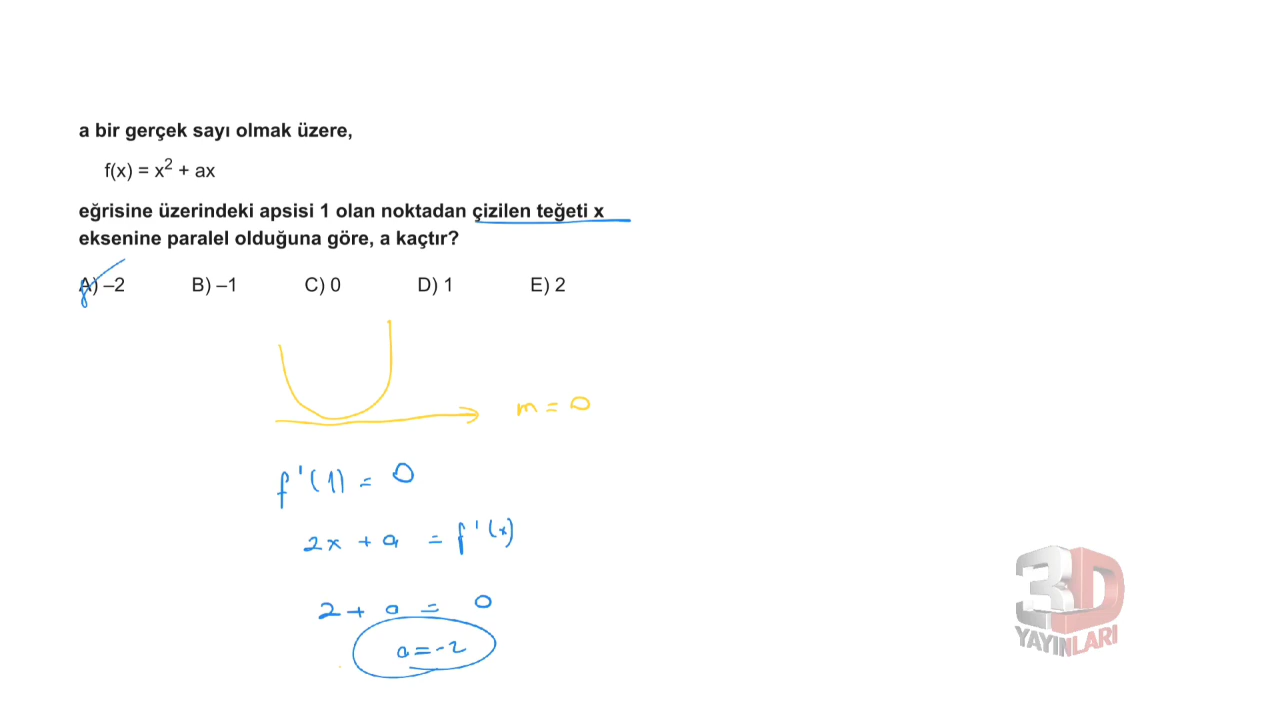 a bir gerçek sayı olmak üzere,
f(x) = x² + ax
eğrisine üzerindeki apsisi 1 olan noktadan çizilen teğeti x
eksenine paralel olduğuna göre, a kaçtır?
A) –2 B) –1 C) 0 D) 1 E) 2
m = 0
f'(1) = 0
2x + a = f'(x)
2 + a = 0
a = -2
3D
YAYINLARI